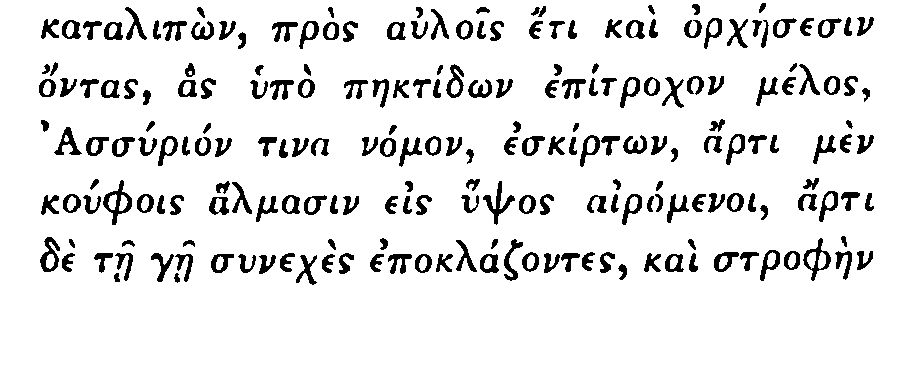 καταλιπὼν, πρὸς αὐλοῖς ἔτι καὶ ὀρχήσεσιν
ὄντας, ἃς ὑπὸ πηκτίδων ἐπίτροχον μέλος,
Ἀσσύριόν τινα νόμον, ἐσκίρτων, ἄρτι μὲν
κούφοις ἅλμασιν εἰς ὕψος αἰρόμενοι, ἄρτι
δὲ τῇ γῇ συνεχὲς ἐποκλάζοντες, καὶ στροφὴν